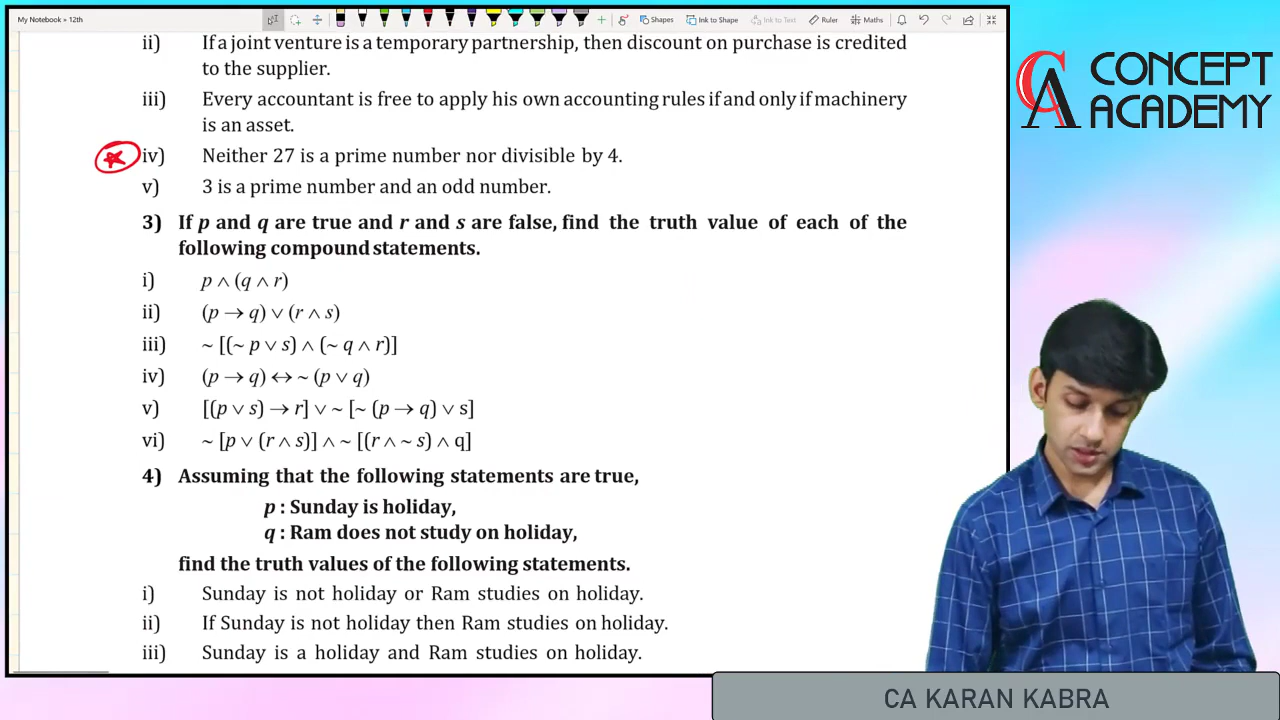 My Notebook > 12th
Shapes
Ink to Shape
Ink to Text
Ruler
Maths
ii) If a joint venture is a temporary partnership, then discount on purchase is credited
to the supplier.
iii) Every accountant is free to apply his own accounting rules if and only if machinery
is an asset.
iv) Neither 27 is a prime number nor divisible by 4.
v) 3 is a prime number and an odd number.
3) If p and q are true and r and s are false, find the truth value of each of the
following compound statements.
i) p ∧ (q ∧ r)
ii) (p → q) ∨ (r ∧ s)
iii) ~ [(~ p ∨ s) ∧ (~ q ∧ r)]
iv) (p → q) ↔ ~ (p ∨ q)
v) [(p ∨ s) → r] ∨ ~ [~ (p → q) ∨ s]
vi) ~ [p ∨ (r ∧ s)] ∧ ~ [(r ∧ ~ s) ∧ q]
4) Assuming that the following statements are true,
p : Sunday is holiday,
q : Ram does not study on holiday,
find the truth values of the following statements.
i) Sunday is not holiday or Ram studies on holiday.
ii) If Sunday is not holiday then Ram studies on holiday.
iii) Sunday is a holiday and Ram studies on holiday.
CA CONCEPT
ACADEMY
CA KARAN KABRA